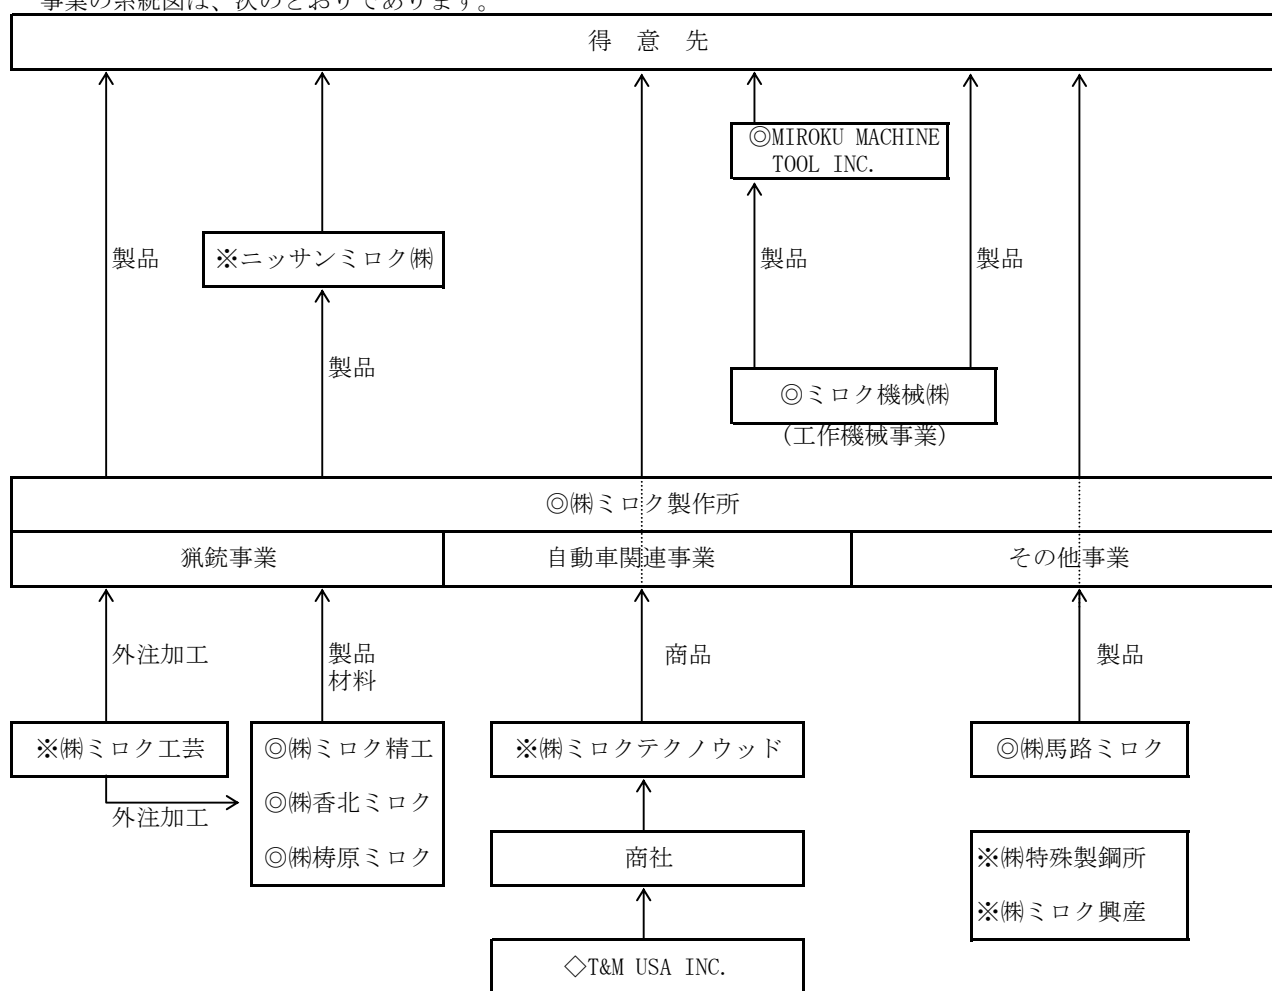 事業の系統図は、次のとおりであります。
得 意 先
◎MIROKU MACHINE
TOOL INC.
製品
※ニッサンミロク㈱
製品
製品
製品
◎ミロク機械㈱
(工作機械事業)
◎㈱ミロク製作所
猟銃事業
自動車関連事業
その他事業
外注加工
製品
材料
商品
製品
※㈱ミロク工芸
◎㈱ミロク精工
※㈱ミロクテクノウッド
◎㈱馬路ミロク
外注加工
◎㈱香北ミロク
◎㈱梼原ミロク
商社
※㈱特殊製鋼所
※㈱ミロク興産
◇T&M USA INC.